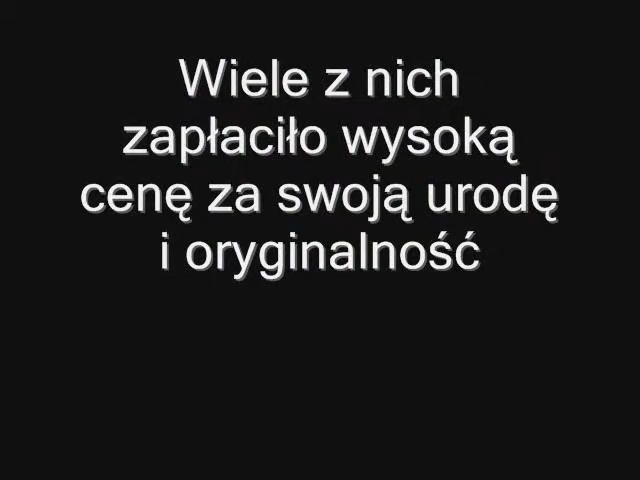 Wiele z nich
zapłaciło wysoką
cenę za swoją urodę
i oryginalność